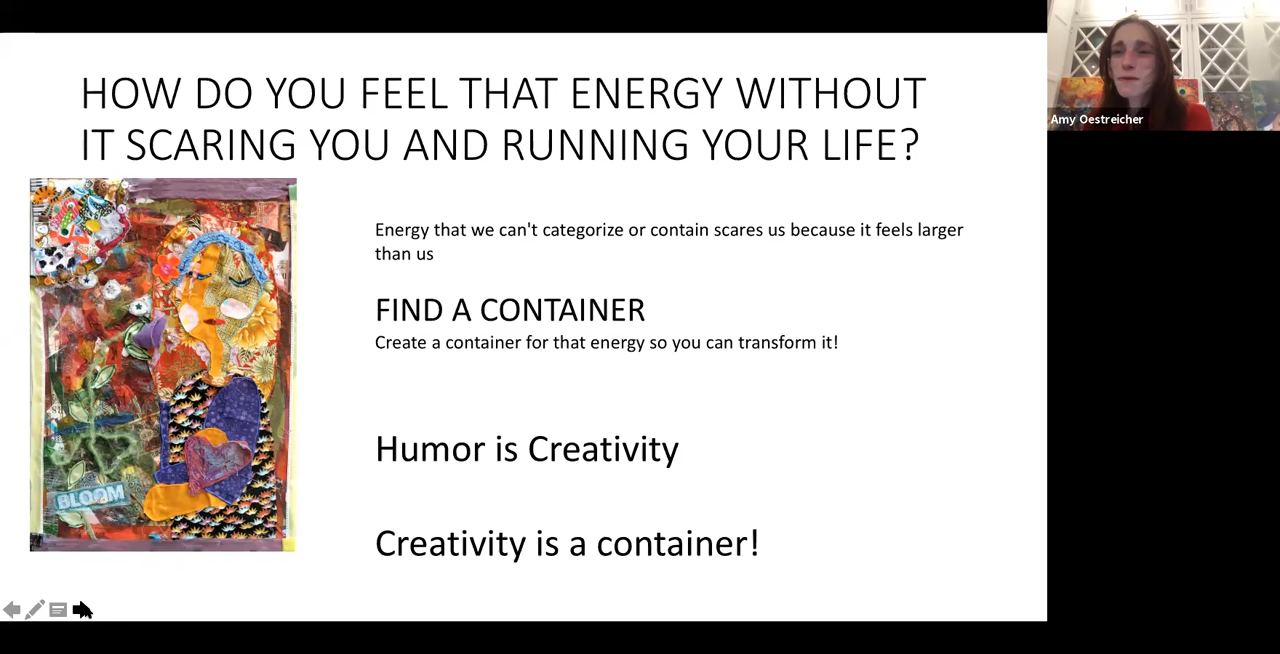 HOW DO YOU FEEL THAT ENERGY WITHOUT
IT SCARING YOU AND RUNNING YOUR LIFE?
Amy Oestreicher
Energy that we can't categorize or contain scares us because it feels larger
than us
FIND A CONTAINER
Create a container for that energy so you can transform it!
Humor is Creativity
BLOOM
Creativity is a container!